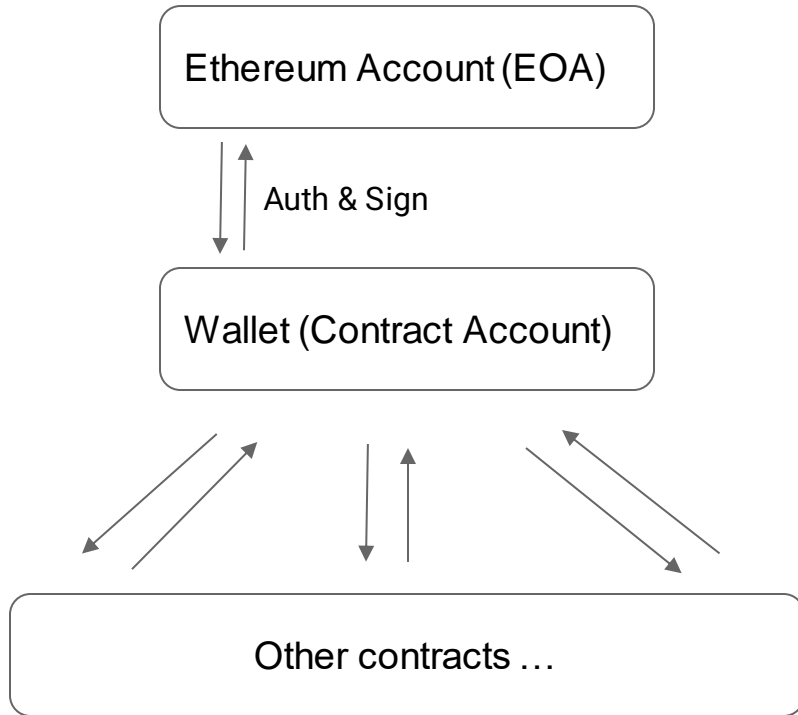 Ethereum Account (EOA)
Auth & Sign
Wallet (Contract Account)
Other contracts …